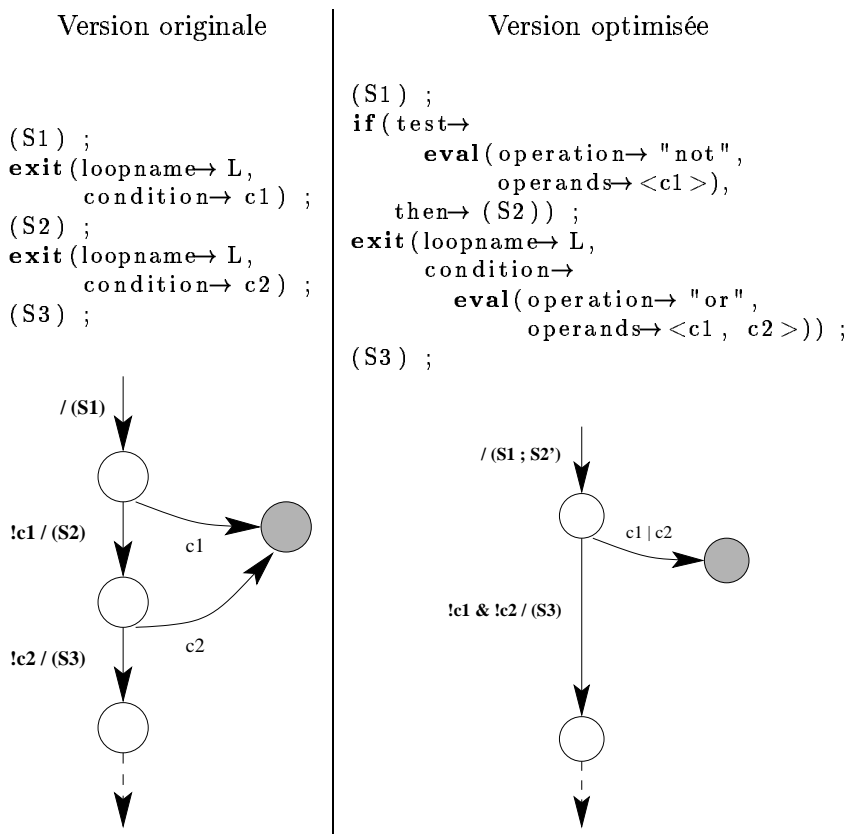 Version originale
(S1) ;
exit(loopname→ L,
condition→ c1) ;
(S2) ;
exit(loopname→ L,
condition→ c2) ;
(S3) ;
/ (S1)
!c1 / (S2)
c1
c2
!c2 / (S3)
Version optimisée
(S1) ;
if(test→
eval(operation→ "not",
operands→ <c1>),
then→ (S2)) ;
exit(loopname→ L,
condition→
eval(operation→ "or",
operands→ <c1, c2>)) ;
(S3) ;
/ (S1 ; S2')
c1 | c2
!c1 & !c2 / (S3)